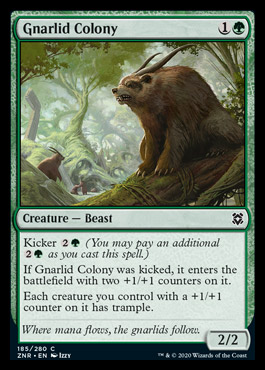 Gnarlid Colony 1
Creature — Beast
Kicker 2 (You may pay an additional
2 as you cast this spell.)
If Gnarlid Colony was kicked, it enters the
battlefield with two +1/+1 counters on it.
Each creature you control with a +1/+1
counter on it has trample.
Where mana flows, the gnarlids follow.
2/2
185/280 C
ZNR • EN Izzy
™ & © 2020 Wizards of the Coast